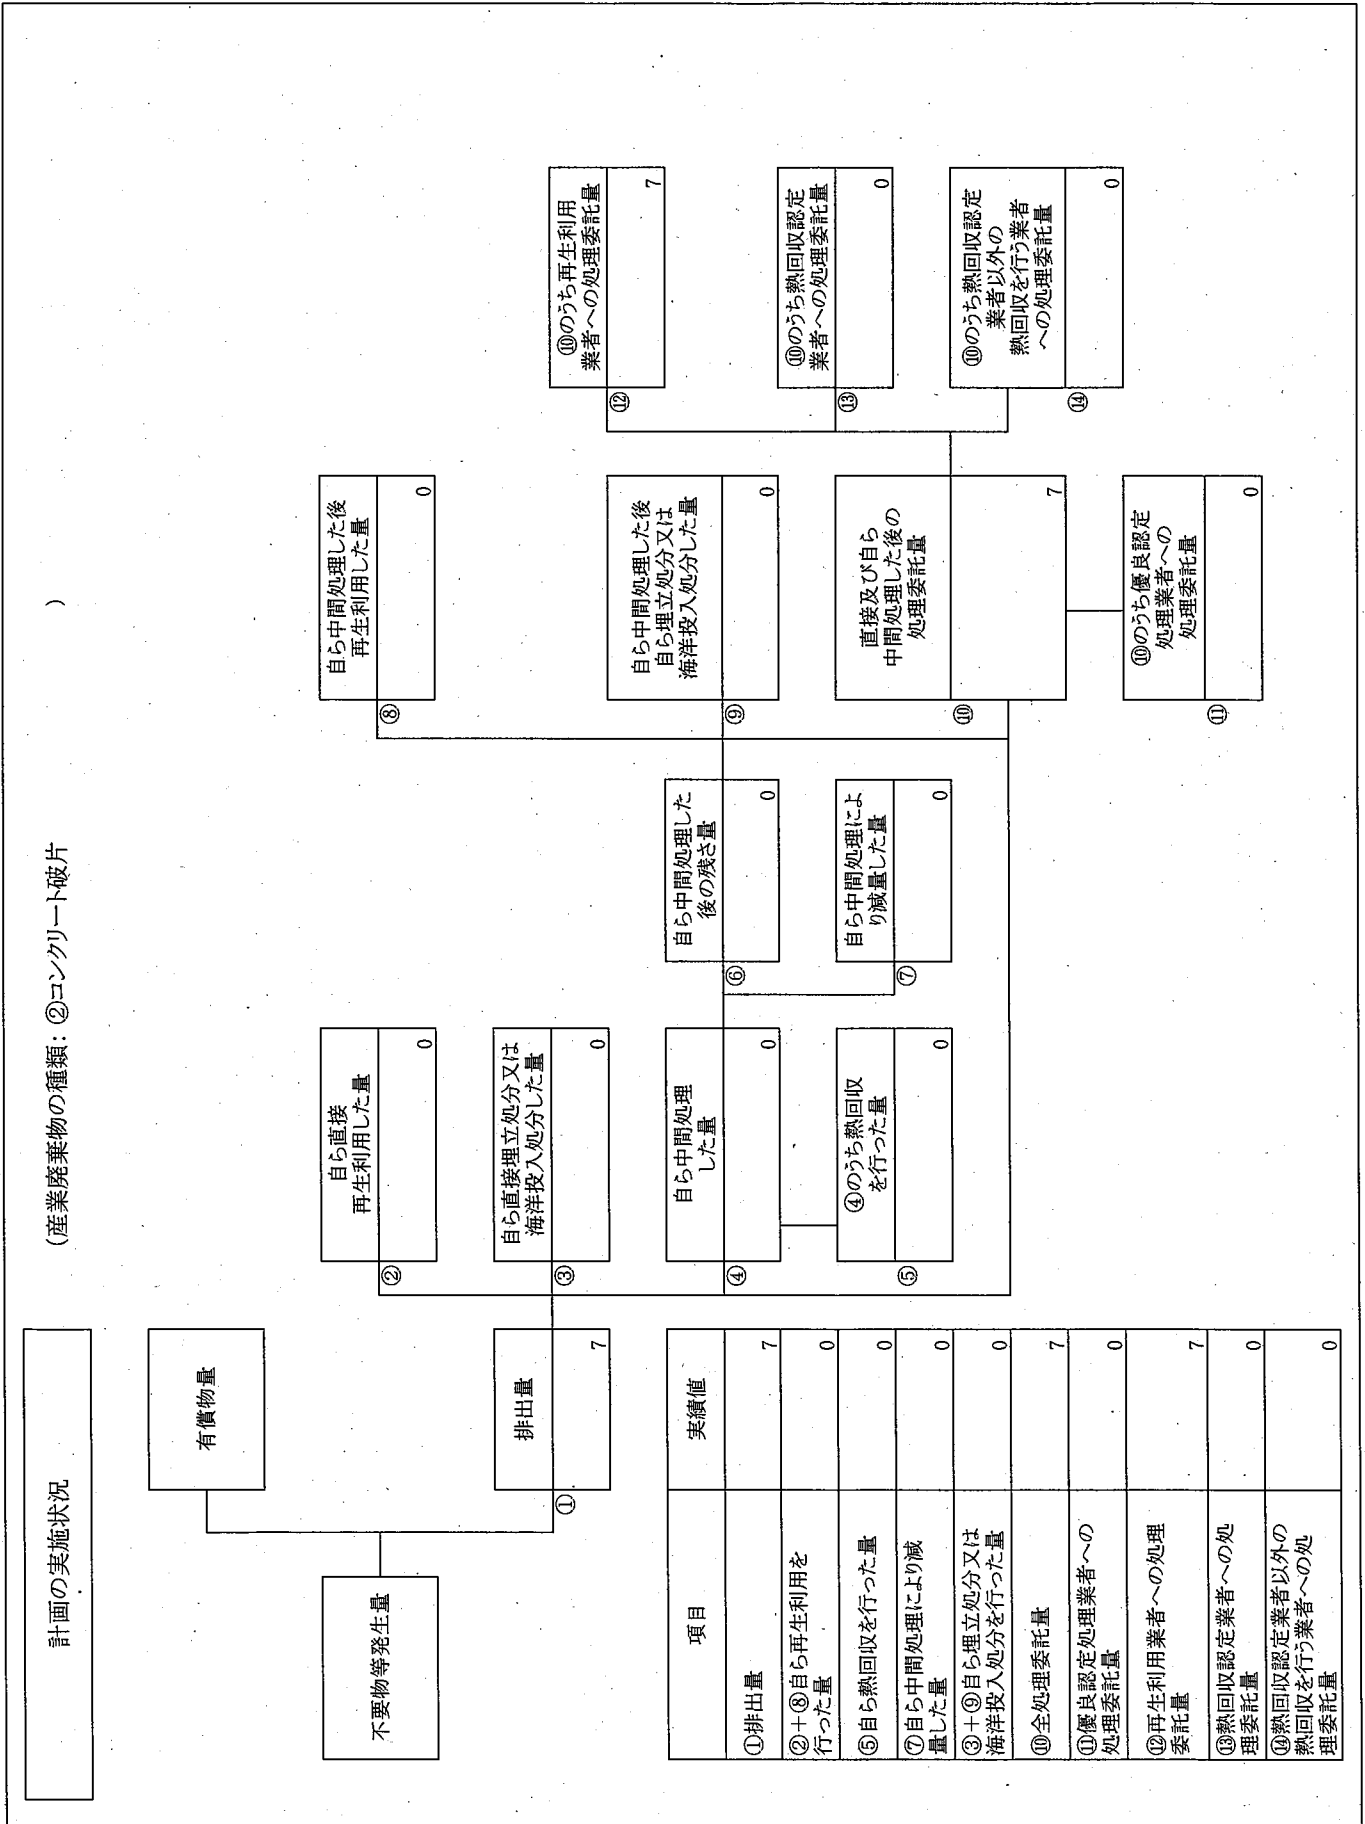 計画の実施状況
(産業廃棄物の種類: ②コンクリート破片 )
不要物等発生量
有償物量
①
排出量
7
②
自ら直接
再生利用した量
0
③
自ら直接埋立処分又は
海洋投入処分した量
0
④
自ら中間処理
した量
0
⑤
④のうち熱回収
を行った量
0
⑥
自ら中間処理した
後の残さ量
0
⑦
自ら中間処理によ
り減量した量
0
⑧
自ら中間処理した後
再生利用した量
0
⑨
自ら中間処理した後
自ら埋立処分又は
海洋投入処分した量
0
⑩
直接及び自ら
中間処理した後の
処理委託量
7
⑪
⑩のうち優良認定
処理業者への
処理委託量
0
⑫
⑩のうち再生利用
業者への処理委託量
7
⑬
⑩のうち熱回収認定
業者への処理委託量
0
⑭
⑩のうち熱回収認定
業者以外の
熱回収を行う業者
への処理委託量
0
項目 実績値
①排出量 7
②+⑧自ら再生利用を
行った量 0
⑤自ら熱回収を行った量 0
⑦自ら中間処理により減
量した量 0
③+⑨自ら埋立処分又は
海洋投入処分を行った量 0
⑩全処理委託量 7
⑪優良認定処理業者への
処理委託量 0
⑫再生利用業者への処理
委託量 7
⑬熱回収認定業者への処
理委託量 0
⑭熱回収認定業者以外の
熱回収を行う業者への処
理委託量 0